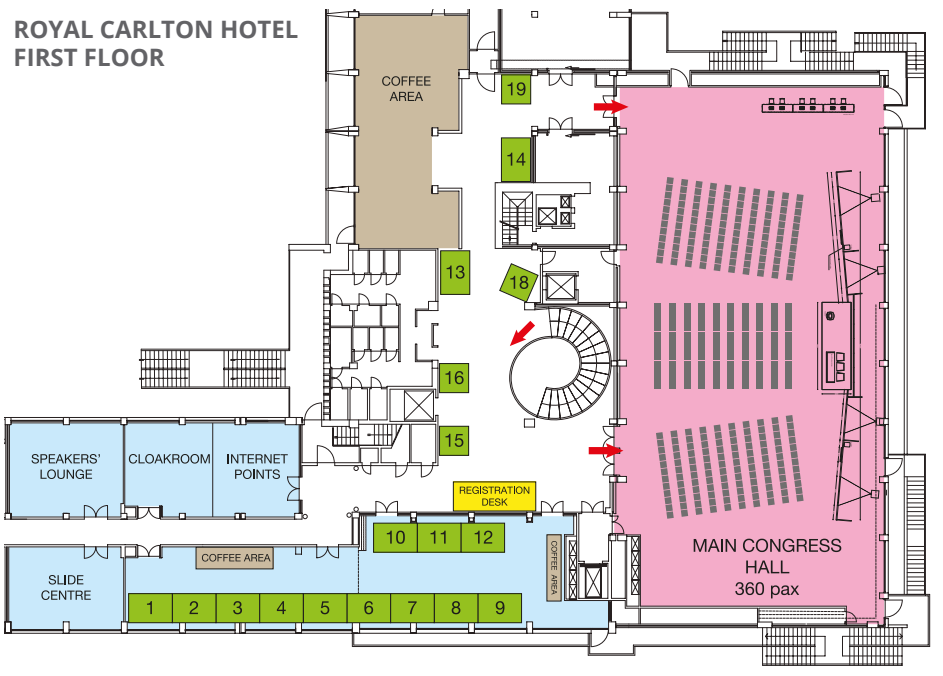 ROYAL CARLTON HOTEL
FIRST FLOOR
COFFEE
AREA
19
14
13
18
16
15
SPEAKERS'
LOUNGE
CLOAKROOM
INTERNET
POINTS
REGISTRATION
DESK
10
11
12
COFFEE AREA
COFFEE AREA
MAIN CONGRESS
HALL
360 pax
SLIDE
CENTRE
1
2
3
4
5
6
7
8
9